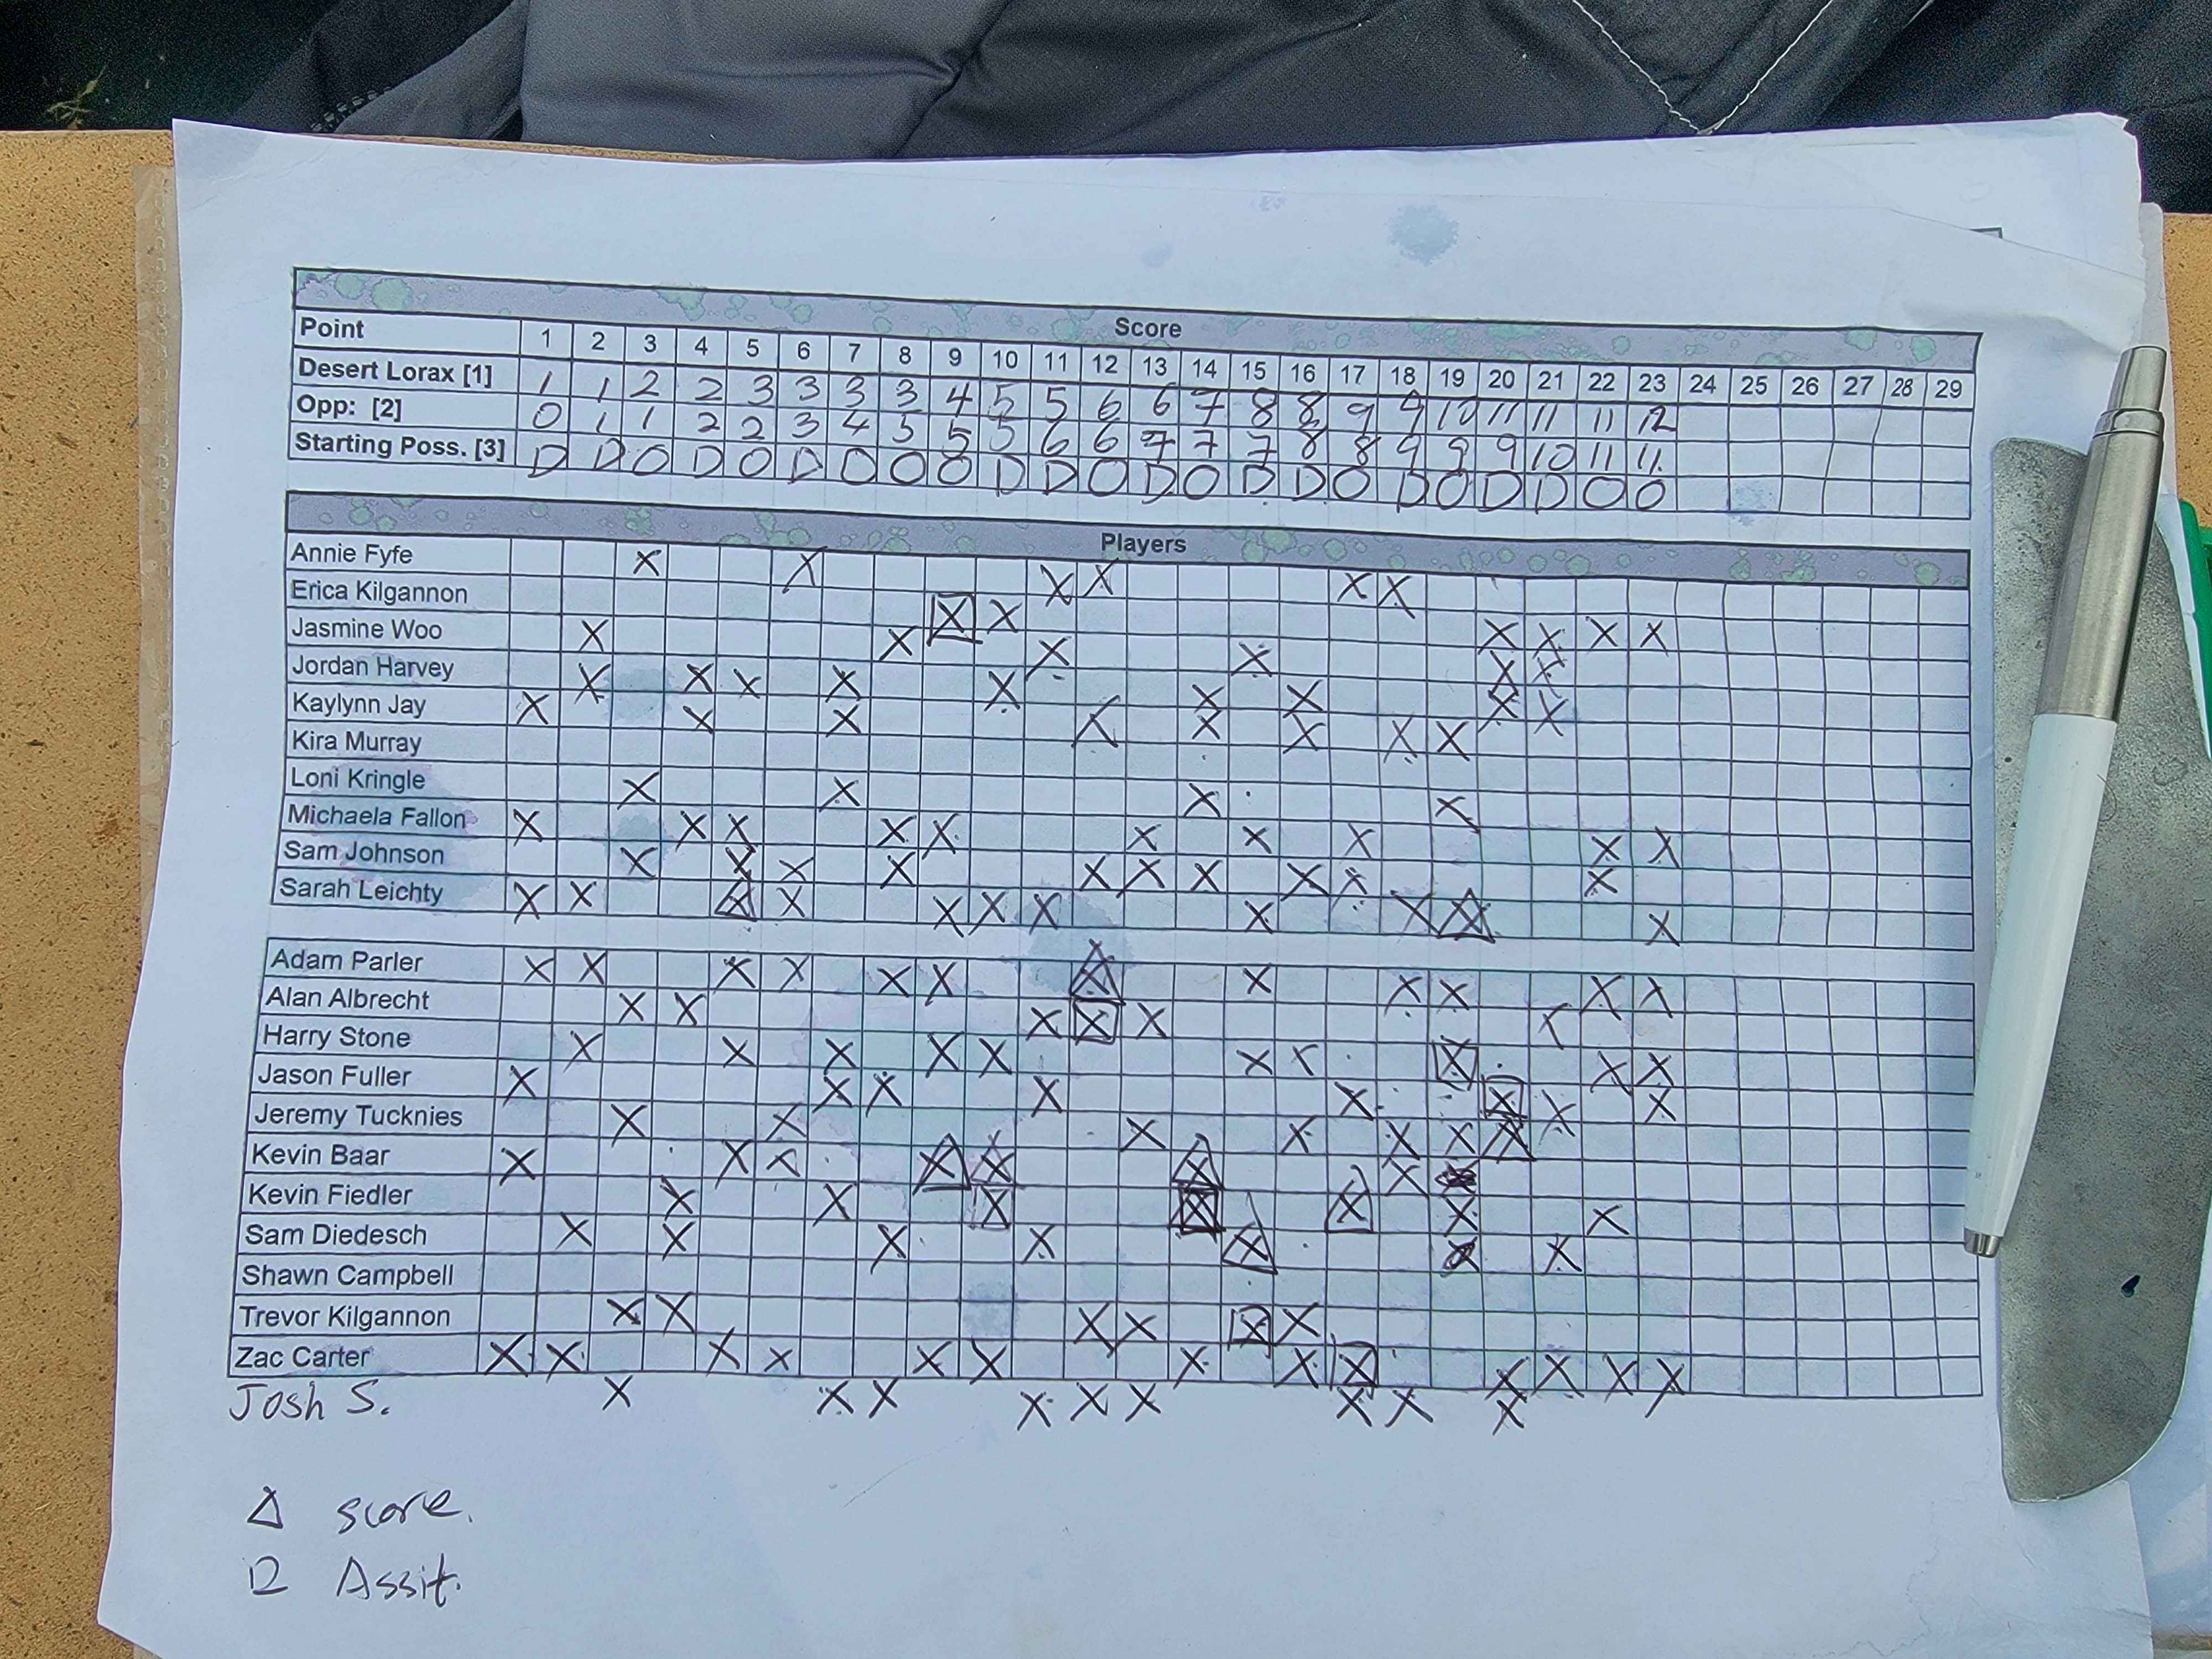 Score
Point 1 2 3 4 5 6 7 8 9 10 11 12 13 14 15 16 17 18 19 20 21 22 23 24 25 26 27 28 29
Desert Lorax [1] 1 1 2 2 3 3 3 3 4 5 5 6 6 7 8 8 9 9 10 11 11 11 12
Opp: [2] 0 1 1 2 2 3 4 5 5 5 6 6 7 7 7 8 8 9 9 9 10 11 11
Starting Poss. [3] D D O D O D D O O D D O D O D D O D O D D O O
Players
Annie Fyfe
Erica Kilgannon
Jasmine Woo
Jordan Harvey
Kaylynn Jay
Kira Murray
Loni Kringle
Michaela Fallon
Sam Johnson
Sarah Leichty
Adam Parler
Alan Albrecht
Harry Stone
Jason Fuller
Jeremy Tucknies
Kevin Baar
Kevin Fiedler
Sam Diedesch
Shawn Campbell
Trevor Kilgannon
Zac Carter
Josh S.
Δ score.
□ Assit.